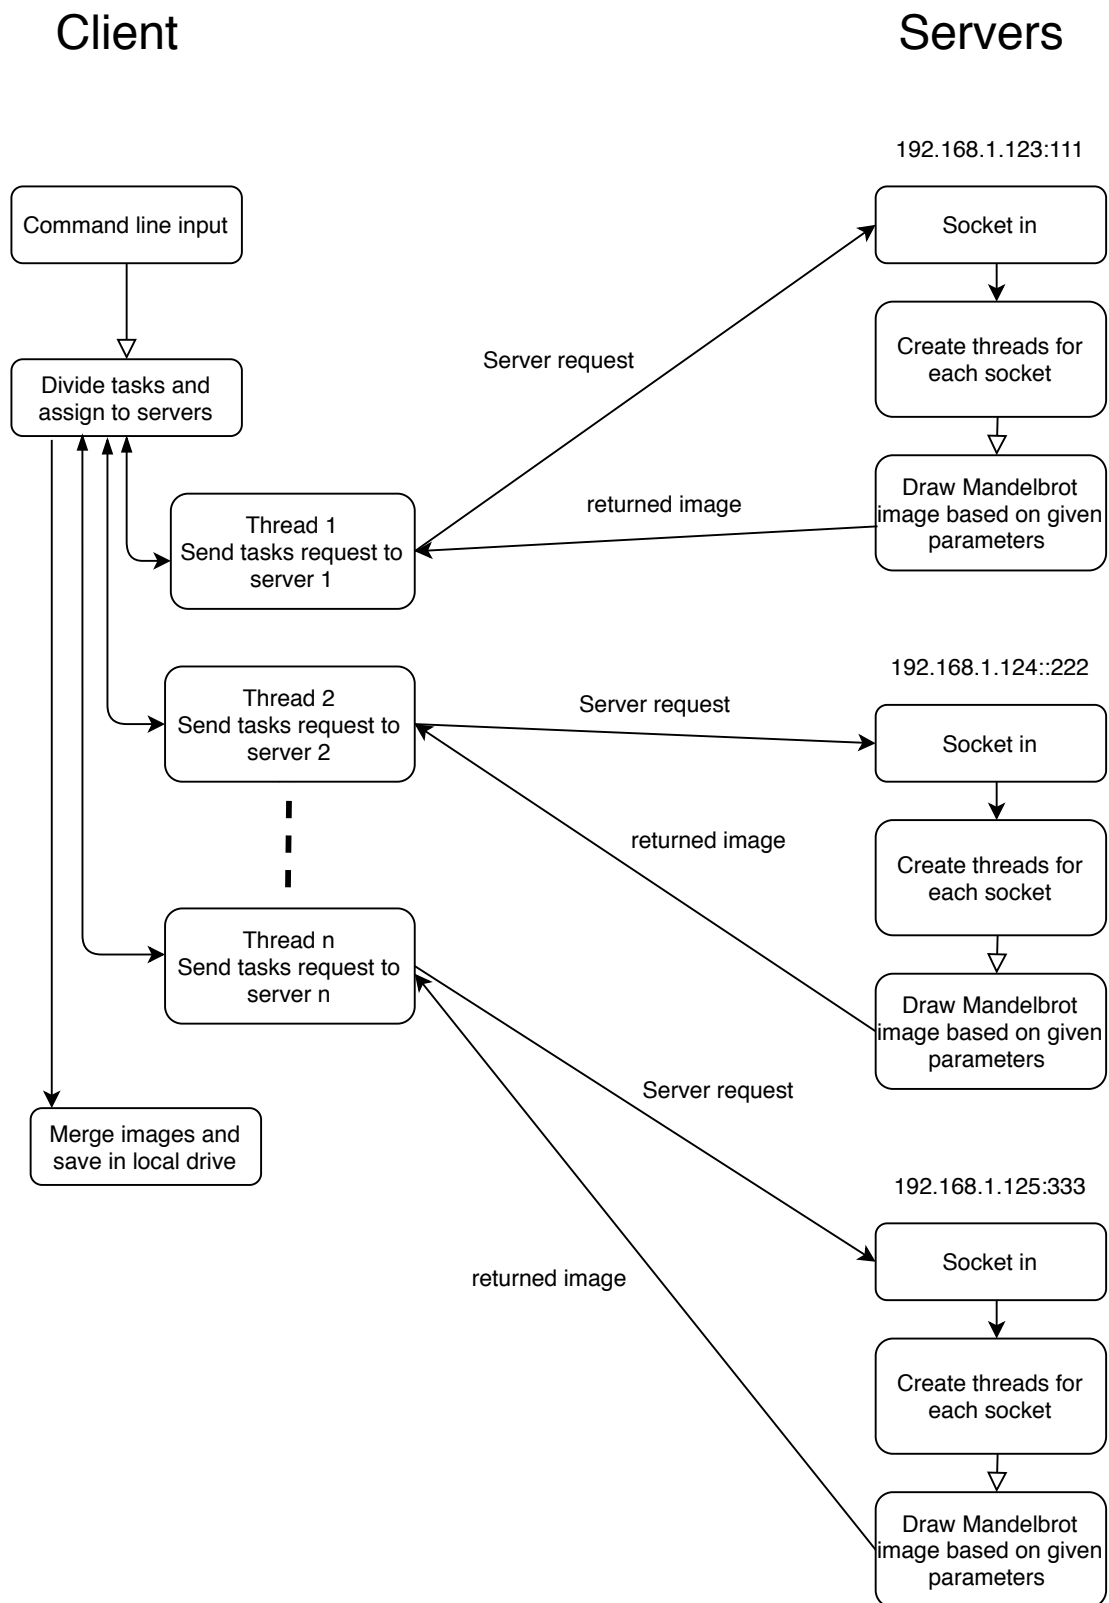 Client
Servers
192.168.1.123:111
Command line input
Socket in
Divide tasks and
assign to servers
Server request
Create threads for
each socket
Thread 1
Send tasks request to
server 1
returned image
Draw Mandelbrot
image based on given
parameters
192.168.1.124::222
Thread 2
Send tasks request to
server 2
Server request
Socket in
returned image
Create threads for
each socket
Thread n
Send tasks request to
server n
Draw Mandelbrot
image based on given
parameters
Server request
Merge images and
save in local drive
192.168.1.125:333
Socket in
returned image
Create threads for
each socket
Draw Mandelbrot
image based on given
parameters